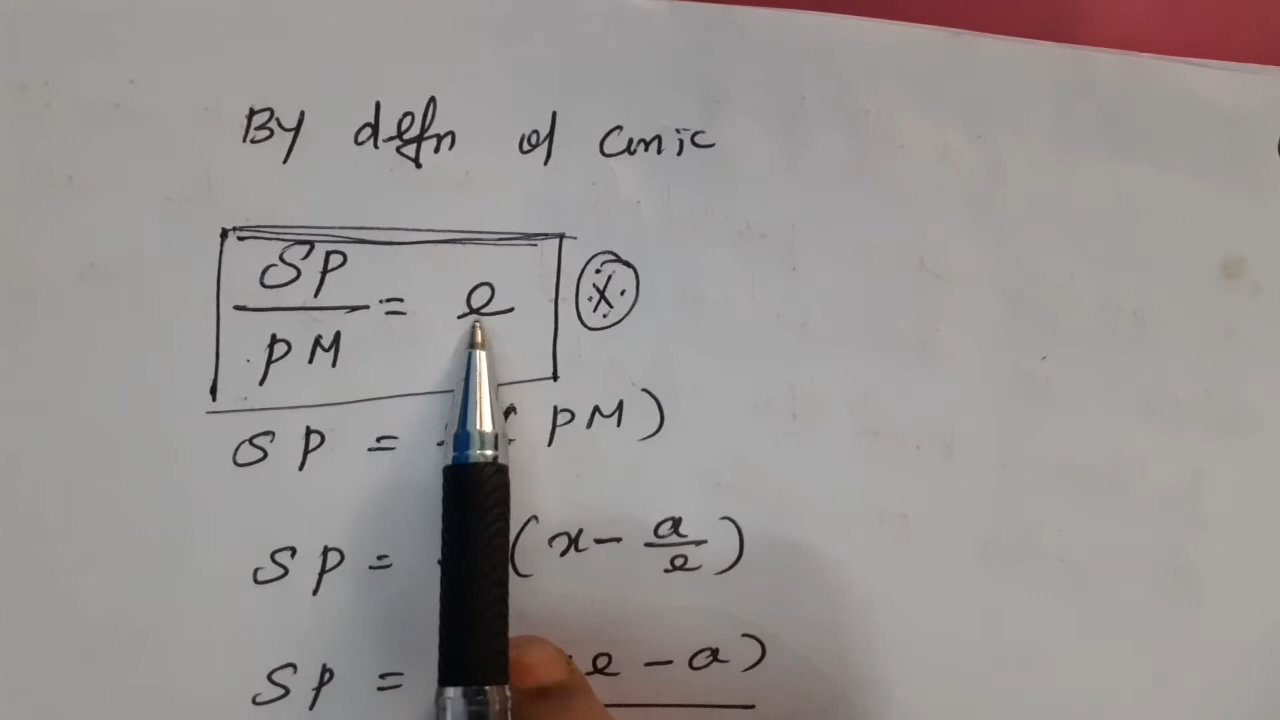 By defn of Conic
SP/PM = e (X)
SP = ( PM)
SP = (x - a/e)
SP = e - a)